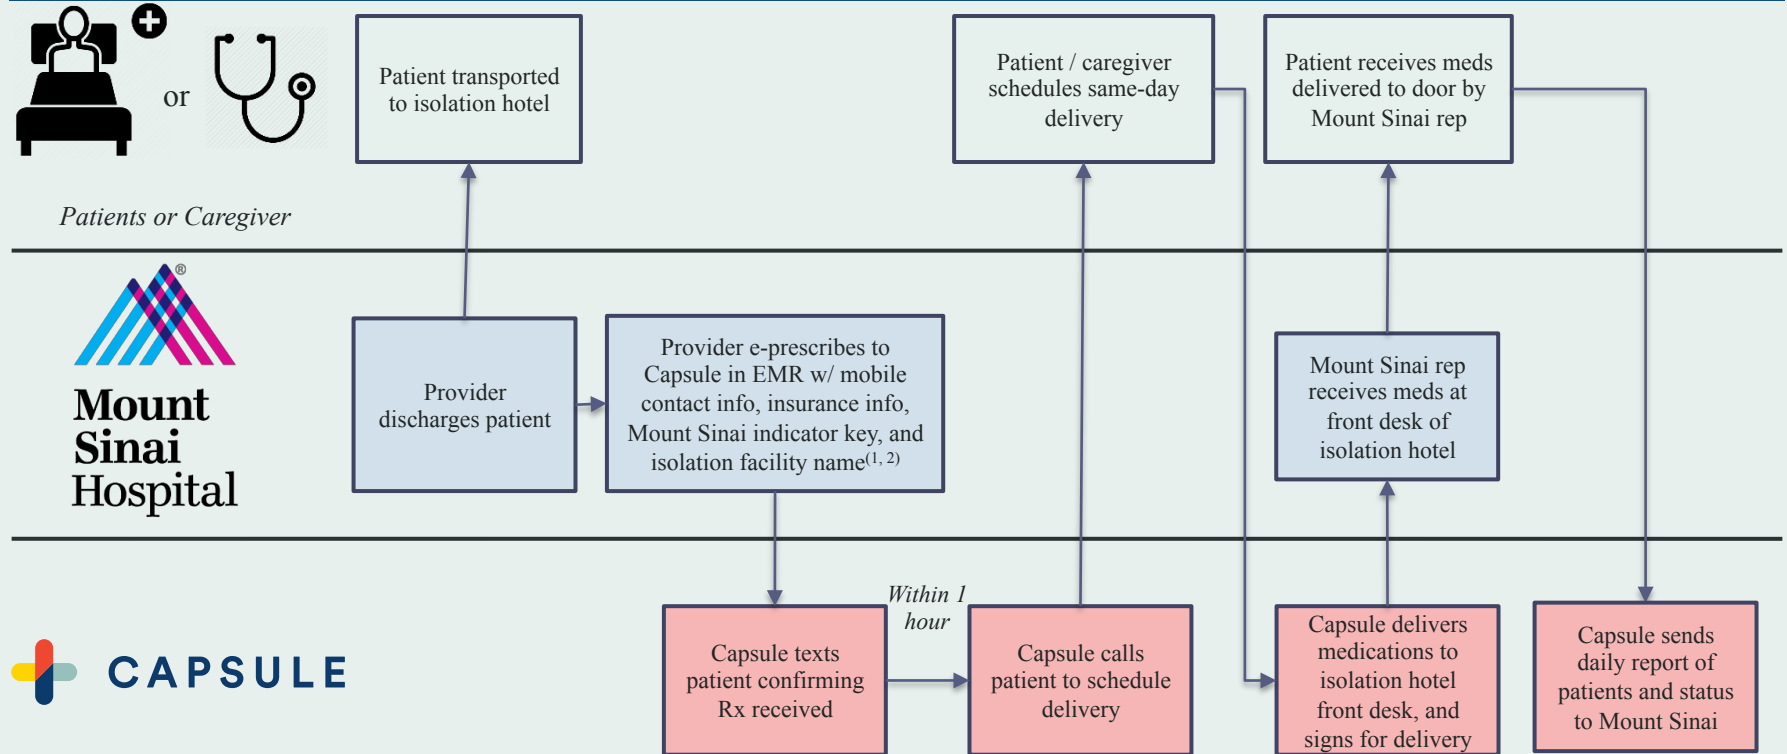 or
Patients or Caregiver
Patient transported
to isolation hotel
Patient / caregiver
schedules same-day
delivery
Patient receives meds
delivered to door by
Mount Sinai rep
®
Mount
Sinai
Hospital
Provider
discharges patient
Provider e-prescribes to
Capsule in EMR w/ mobile
contact info, insurance info,
Mount Sinai indicator key, and
isolation facility name(1, 2)
Mount Sinai rep
receives meds at
front desk of
isolation hotel
CAPSULE
Capsule texts
patient confirming
Rx received
Within 1
hour
Capsule calls
patient to schedule
delivery
Capsule delivers
medications to
isolation hotel
front desk, and
signs for delivery
Capsule sends
daily report of
patients and status
to Mount Sinai